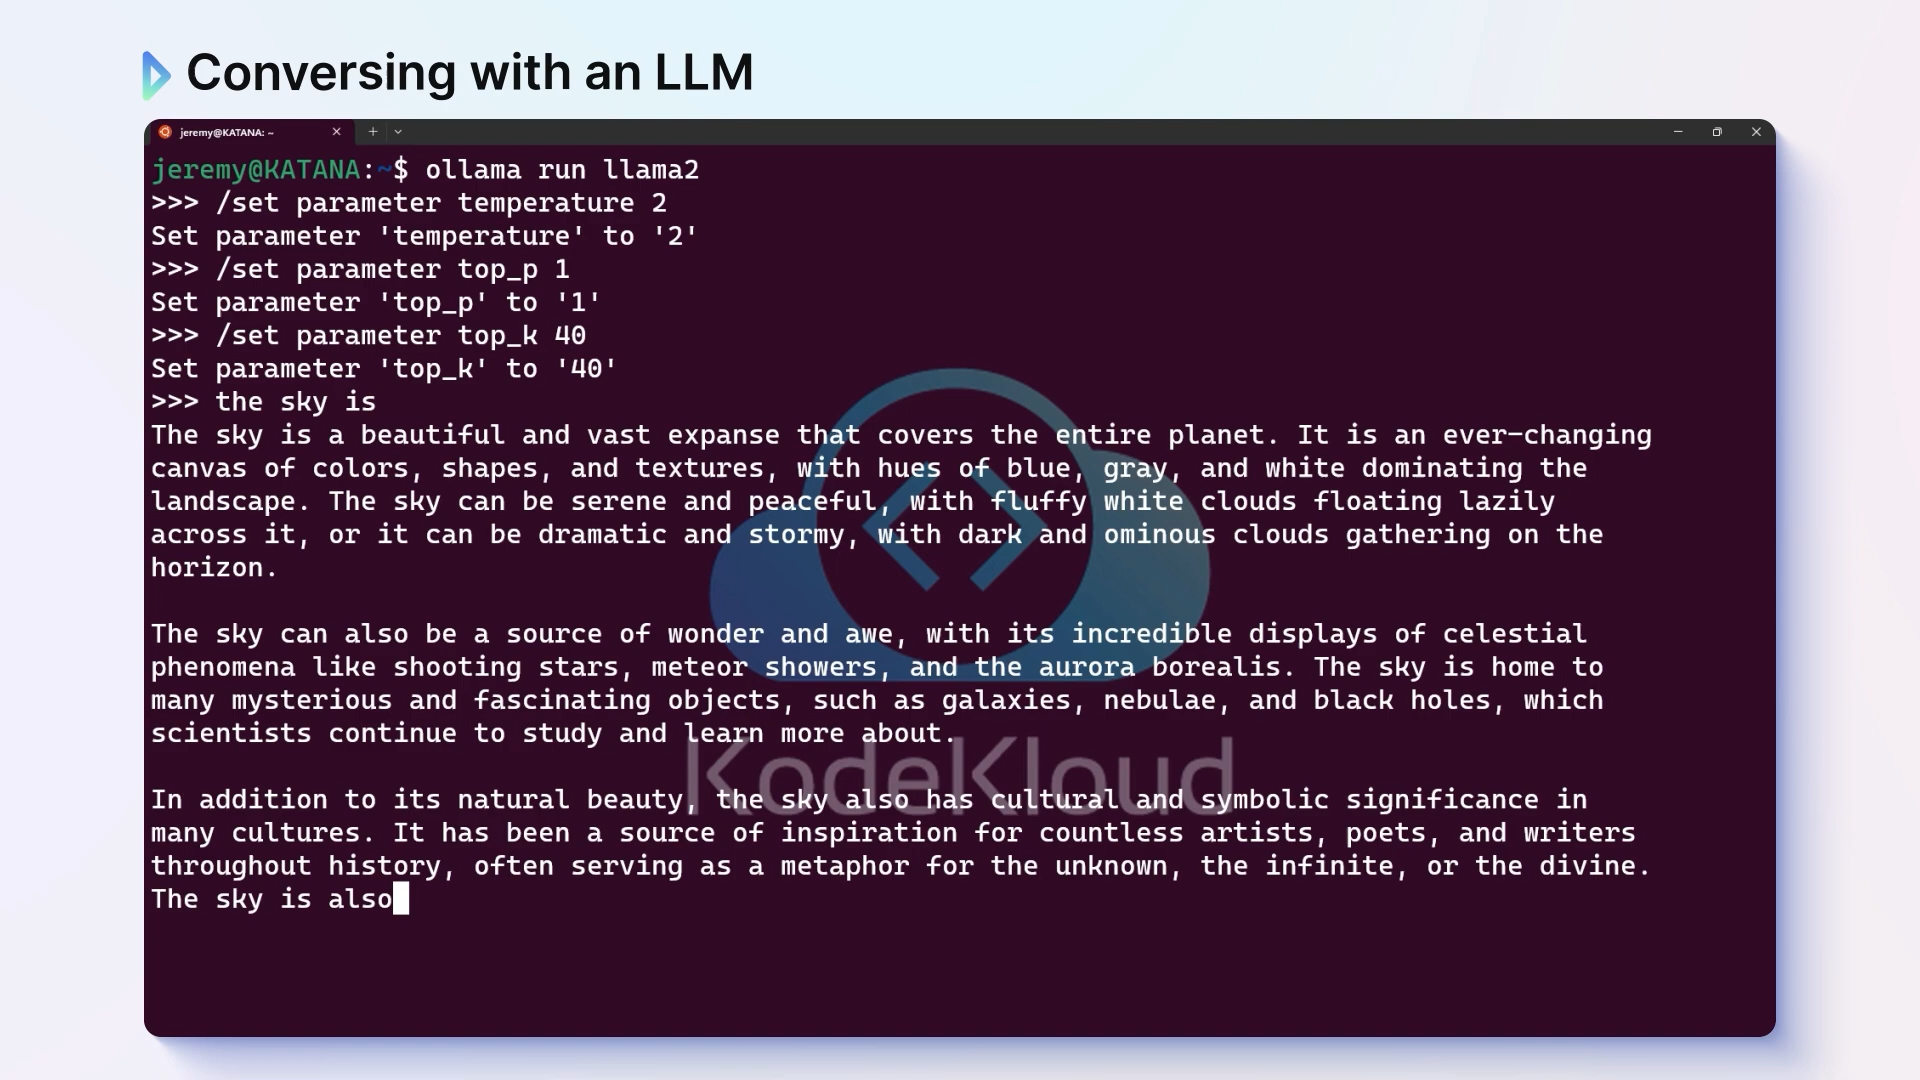 Conversing with an LLM
jeremy@KATANA: ~
jeremy@KATANA:~$ ollama run llama2
>>> /set parameter temperature 2
Set parameter 'temperature' to '2'
>>> /set parameter top_p 1
Set parameter 'top_p' to '1'
>>> /set parameter top_k 40
Set parameter 'top_k' to '40'
>>> the sky is
The sky is a beautiful and vast expanse that covers the entire planet. It is an ever-changing
canvas of colors, shapes, and textures, with hues of blue, gray, and white dominating the
landscape. The sky can be serene and peaceful, with fluffy white clouds floating lazily
across it, or it can be dramatic and stormy, with dark and ominous clouds gathering on the
horizon.
The sky can also be a source of wonder and awe, with its incredible displays of celestial
phenomena like shooting stars, meteor showers, and the aurora borealis. The sky is home to
many mysterious and fascinating objects, such as galaxies, nebulae, and black holes, which
scientists continue to study and learn more about.
KodeKloud
In addition to its natural beauty, the sky also has cultural and symbolic significance in
many cultures. It has been a source of inspiration for countless artists, poets, and writers
throughout history, often serving as a metaphor for the unknown, the infinite, or the divine.
The sky is also